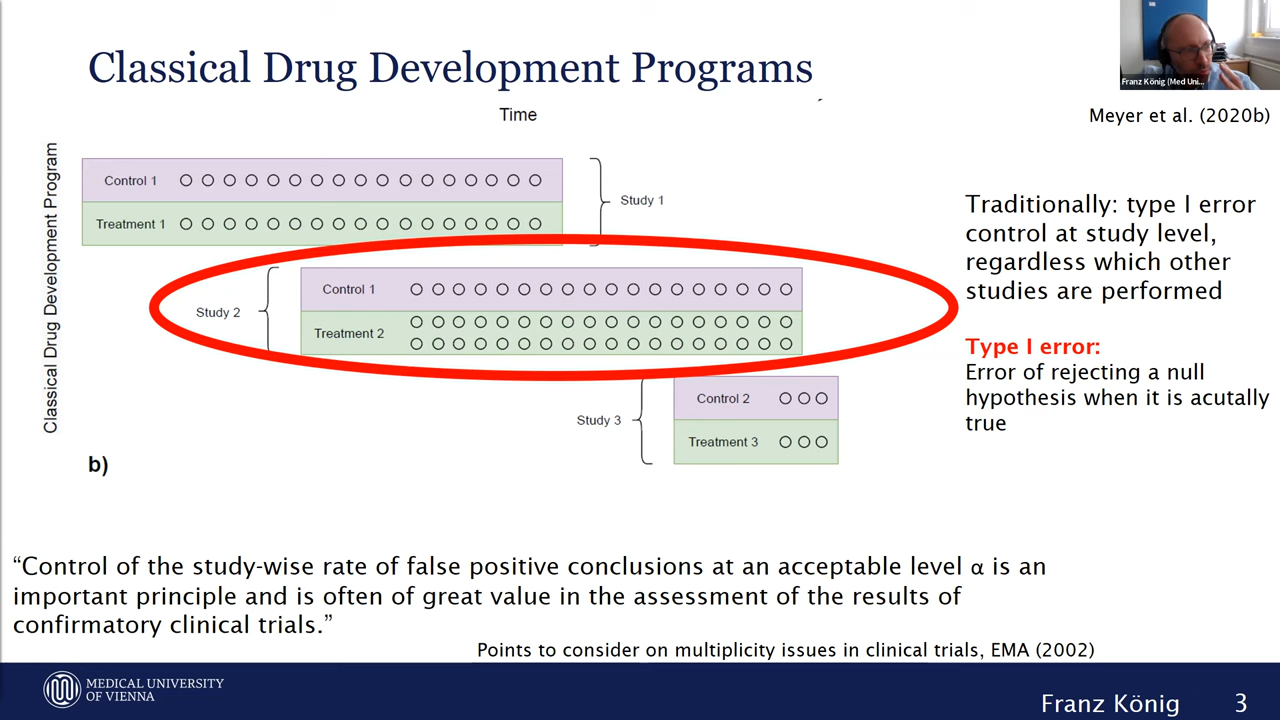 Classical Drug Development Programs
Franz König (Med Uni...
Time
Meyer et al. (2020b)
Classical Drug Development Program
Control 1
Treatment 1
Study 1
Study 2
Control 1
Treatment 2
Study 3
Control 2
Treatment 3
b)
Traditionally: type I error
control at study level,
regardless which other
studies are performed
Type I error:
Error of rejecting a null
hypothesis when it is acutally
true
“Control of the study-wise rate of false positive conclusions at an acceptable level α is an
important principle and is often of great value in the assessment of the results of
confirmatory clinical trials.”
Points to consider on multiplicity issues in clinical trials, EMA (2002)
MEDICAL UNIVERSITY
OF VIENNA
Franz König
3